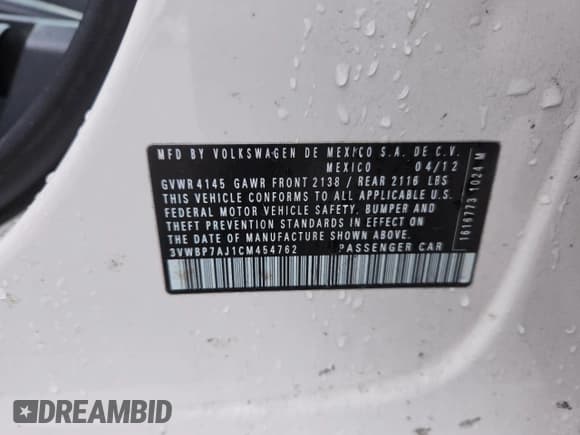 MFD BY VOLKSWAGEN DE MEXICO S.A. DE C.V.
MEXICO 04/12
GVWR 4145 GAWR FRONT 2138 / REAR 2116 LBS
THIS VEHICLE CONFORMS TO ALL APPLICABLE U.S.
FEDERAL MOTOR VEHICLE SAFETY, BUMPER AND
THEFT PREVENTION STANDARDS IN EFFECT ON
THE DATE OF MANUFACTURE SHOWN ABOVE.
3VWBP7AJ1CM454762 PASSENGER CAR
1616773 1024 M
DREAMBID